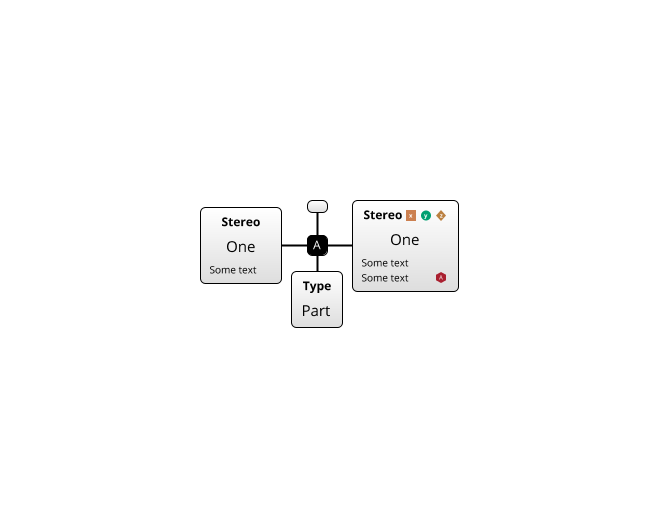 Stereo
One
Some text
A
Type
Part
Stereo x y z
One
Some text
Some text A